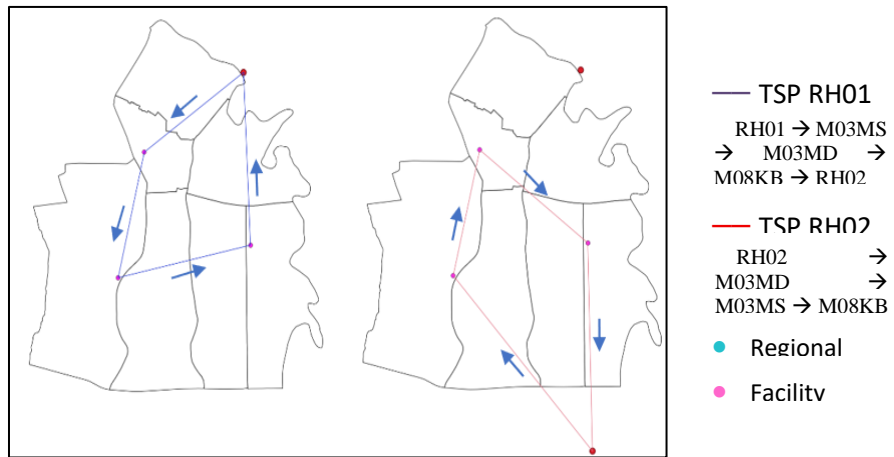 TSP RH01
RH01 → M03MS
→ M03MD →
M08KB → RH02
TSP RH02
RH02 →
M03MD →
M03MS → M08KB
Regional
Facility